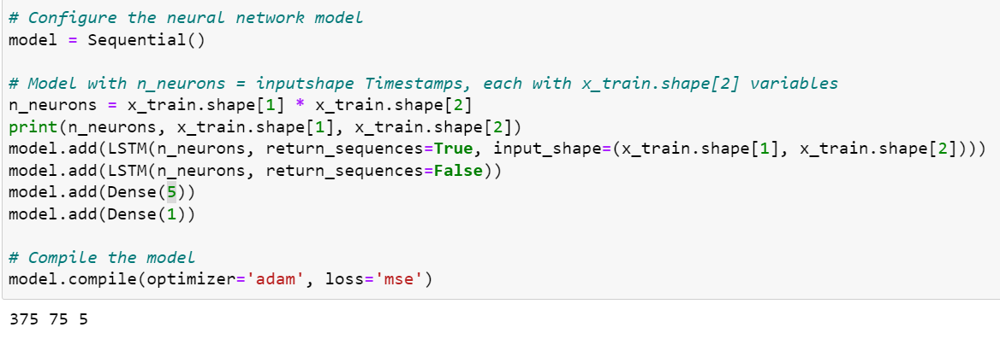 # Configure the neural network model
model = Sequential()
# Model with n_neurons = inputshape Timestamps, each with x_train.shape[2] variables
n_neurons = x_train.shape[1] * x_train.shape[2]
print(n_neurons, x_train.shape[1], x_train.shape[2])
model.add(LSTM(n_neurons, return_sequences=True, input_shape=(x_train.shape[1], x_train.shape[2])))
model.add(LSTM(n_neurons, return_sequences=False))
model.add(Dense(5))
model.add(Dense(1))
# Compile the model
model.compile(optimizer='adam', loss='mse')
375 75 5